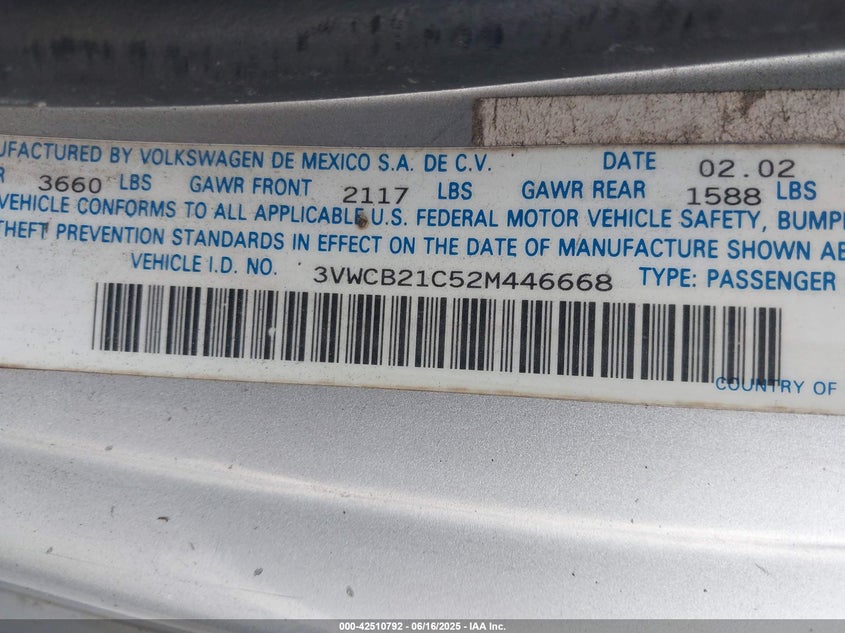 UFACTURED BY VOLKSWAGEN DE MEXICO S.A. DE C.V. DATE 02.02
R 3660 LBS GAWR FRONT 2117 LBS GAWR REAR 1588 LBS
VEHICLE CONFORMS TO ALL APPLICABLE U.S. FEDERAL MOTOR VEHICLE SAFETY, BUMP
THEFT PREVENTION STANDARDS IN EFFECT ON THE DATE OF MANUFACTURE SHOWN AB
VEHICLE I.D. NO. 3VWCB21C52M446668 TYPE: PASSENGER
COUNTRY OF
000-42510792 - 06/16/2025 - IAA Inc.